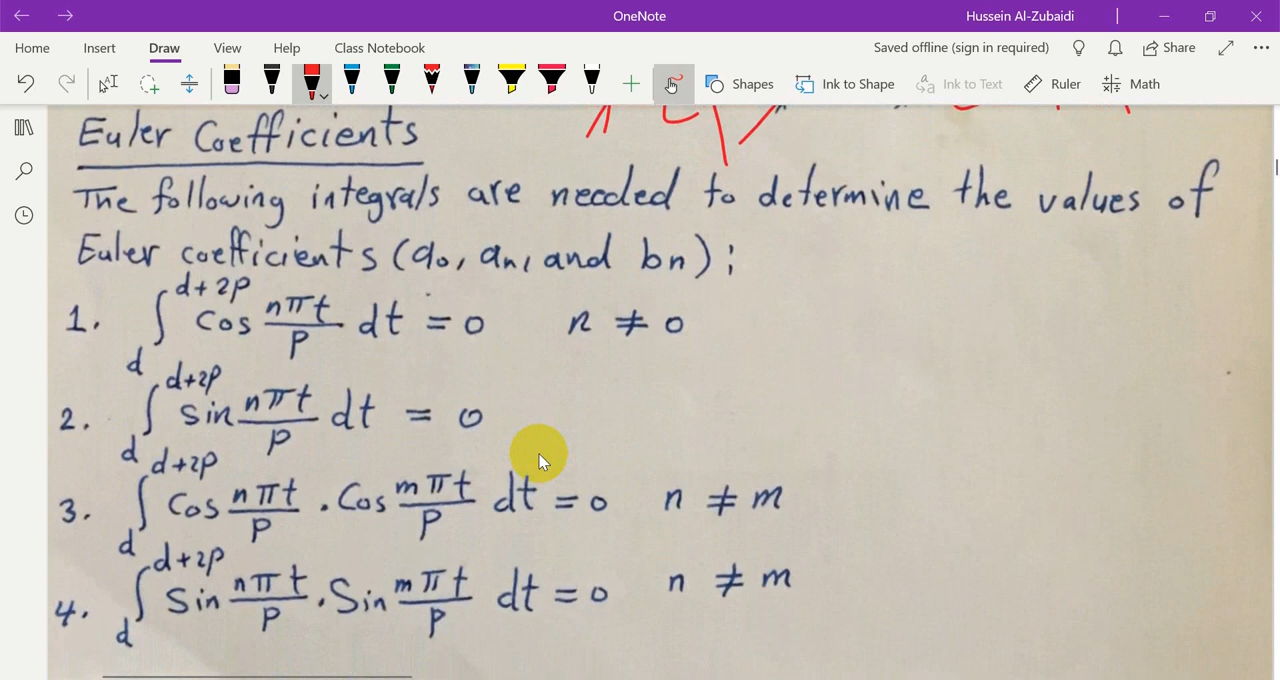 OneNote
Hussein Al-Zubaidi
Home Insert Draw View Help Class Notebook
Saved offline (sign in required)
Share
Shapes
Ink to Shape
Ink to Text
Ruler
Math
Euler Coefficients
The following integrals are needed to determine the values of
Euler coefficients (a₀, aₙ, and bₙ):
1. ∫_d^{d+2p} Cos nπt/p dt = 0 n ≠ 0
2. ∫_d^{d+2p} Sin nπt/p dt = 0
3. ∫_d^{d+2p} Cos nπt/p . Cos mπt/p dt = 0 n ≠ m
4. ∫_d^{d+2p} Sin nπt/p . Sin mπt/p dt = 0 n ≠ m